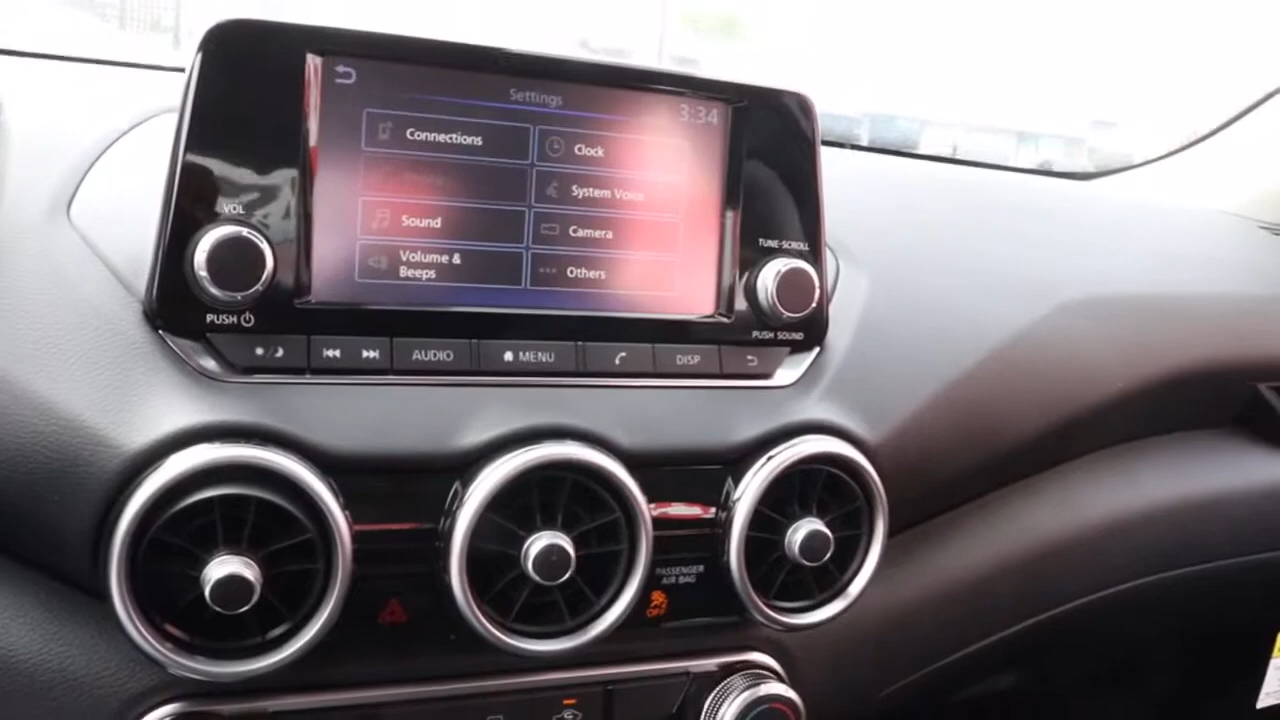 Settings
3:34
Connections
Clock
System Voice
Sound
Camera
Volume &
Beeps
Others
VOL
PUSH
TUNE-SCROLL
PUSH SOUND
AUDIO
MENU
DISP
PASSENGER
AIR BAG
OFF